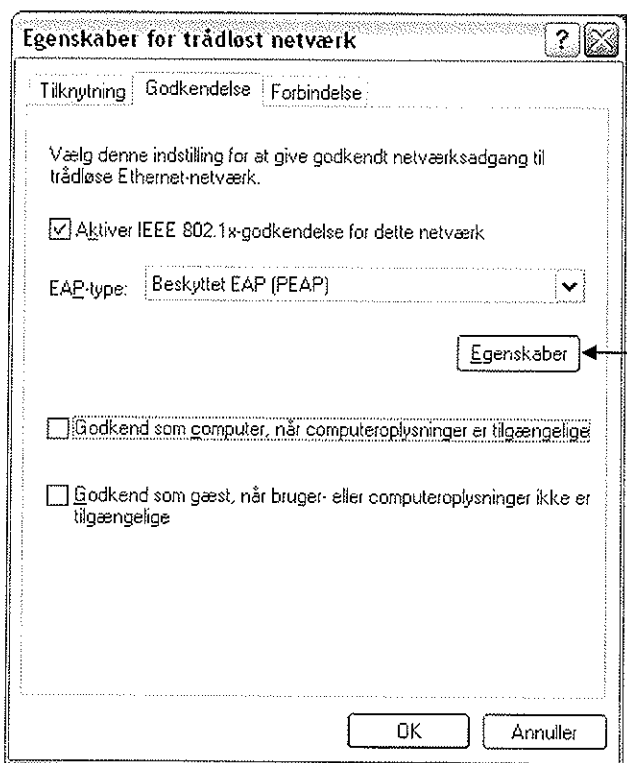 Egenskaber for trådløst netværk
Tilknytning Godkendelse Forbindelse
Vælg denne indstilling for at give godkendt netværksadgang til
trådløse Ethernet-netværk.
Aktiver IEEE 802.1x-godkendelse for dette netværk
EAP-type: Beskyttet EAP (PEAP)
Egenskaber
Godkend som computer, når computeroplysninger er tilgængelige
Godkend som gæst, når bruger- eller computeroplysninger ikke er
tilgængelige
OK Annuller